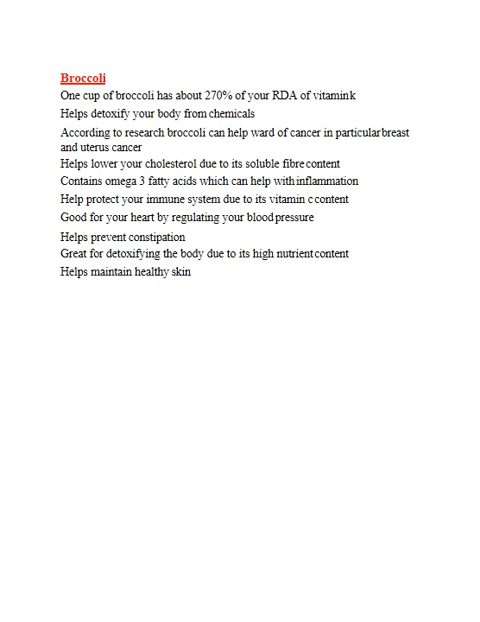 Broccoli
One cup of broccoli has about 270% of your RDA of vitamin k
Helps detoxify your body from chemicals
According to research broccoli can help ward of cancer in particular breast
and uterus cancer
Helps lower your cholesterol due to its soluble fibre content
Contains omega 3 fatty acids which can help with inflammation
Help protect your immune system due to its vitamin c content
Good for your heart by regulating your blood pressure
Helps prevent constipation
Great for detoxifying the body due to its high nutrient content
Helps maintain healthy skin